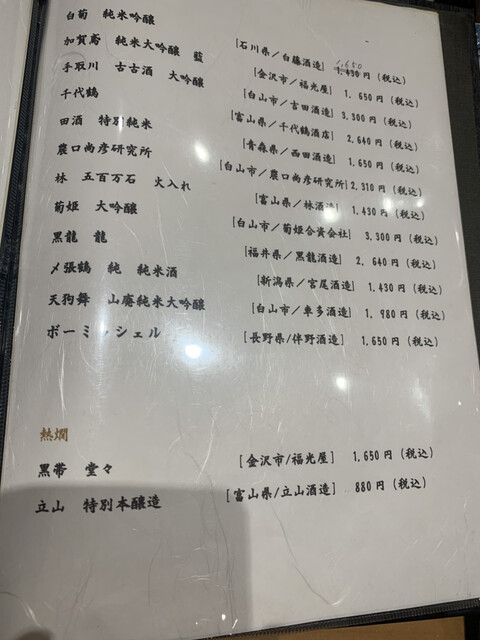 白菊 純米吟醸 [石川県/白藤酒造] 1,430円(税込) 1,650
加賀鳶 純米大吟醸 藍 [金沢市/福光屋] 1,650円(税込)
手取川 古古酒 大吟醸 [白山市/吉田酒造] 3,300円(税込)
千代鶴 [富山県/千代鶴酒店] 2,640円(税込)
田酒 特別純米 [青森県/西田酒造] 1,650円(税込)
農口尚彦研究所 [白山市/農口尚彦研究所] 2,310円(税込)
林 五百万石 火入れ [富山県/林酒造] 1,430円(税込)
菊姫 大吟醸 [白山市/菊姫合資会社] 3,300円(税込)
黒龍 龍 [福井県/黒龍酒造] 2,640円(税込)
〆張鶴 純 純米酒 [新潟県/宮尾酒造] 1,430円(税込)
天狗舞 山廃純米大吟醸 [白山市/車多酒造] 1,980円(税込)
ボーミッシェル [長野県/伴野酒造] 1,650円(税込)
熱燗
黒帯 堂々 [金沢市/福光屋] 1,650円(税込)
立山 特別本醸造 [富山県/立山酒造] 880円(税込)